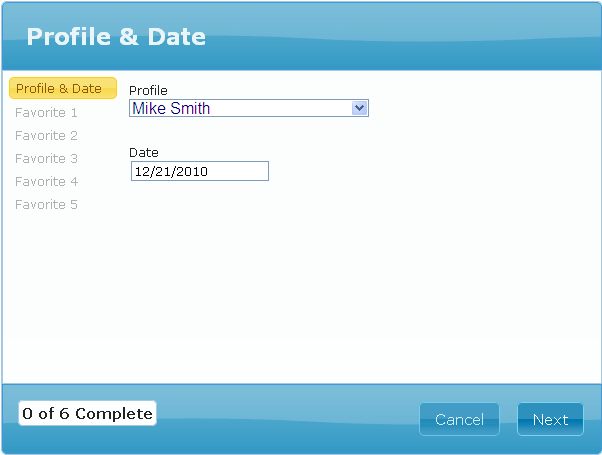 Profile & Date
Profile & Date
Favorite 1
Favorite 2
Favorite 3
Favorite 4
Favorite 5
Profile
Mike Smith
Date
12/21/2010
0 of 6 Complete
Cancel
Next